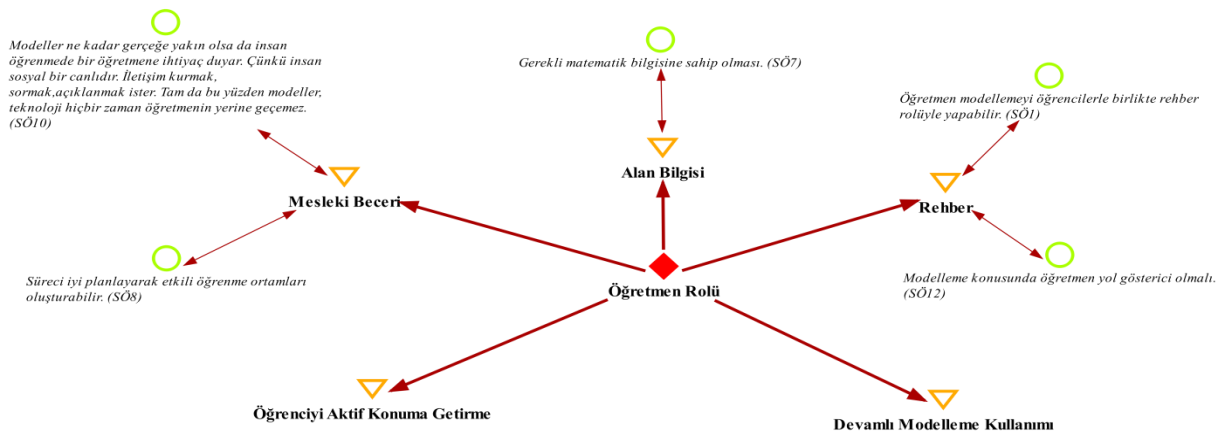 Modeller ne kadar gerçeğe yakın olsa da insan
öğrenmede bir öğretmene ihtiyaç duyar. Çünkü insan
sosyal bir canlıdır. İletişim kurmak,
sormak,açıklanmak ister. Tam da bu yüzden modeller,
teknoloji hiçbir zaman öğretmenin yerine geçemez.
(SÖ10)
Gerekli matematik bilgisine sahip olması. (SÖ7)
Öğretmen modellemeyi öğrencilerle birlikte rehber
rolüyle yapabilir. (SÖ1)
Alan Bilgisi
Mesleki Beceri
Rehber
Süreci iyi planlayarak etkili öğrenme ortamları
oluşturabilir. (SÖ8)
Modelleme konusunda öğretmen yol gösterici olmalı.
(SÖ12)
Öğretmen Rolü
Öğrenciyi Aktif Konuma Getirme
Devamlı Modelleme Kullanımı